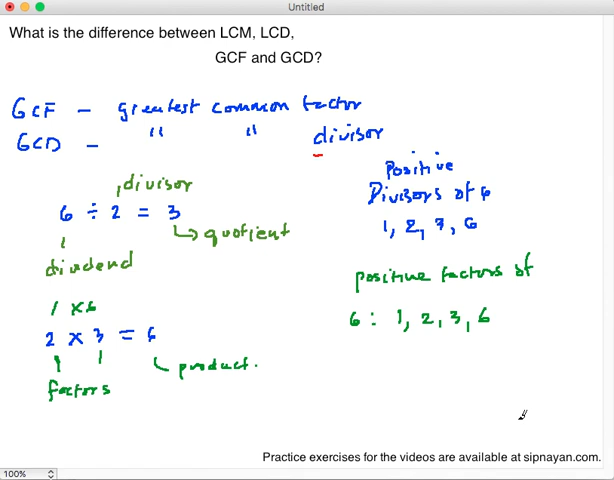 Untitled
What is the difference between LCM, LCD,
GCF and GCD?
GCF - greatest common factor
GCD - " " divisor
divisor
6 ÷ 2 = 3
quotient
dividend
1 x 6
2 x 3 = 6
product.
factors
Positive
Divisors of 6
1, 2, 3, 6
positive factors of
6 : 1, 2, 3, 6
Practice exercises for the videos are available at sipnayan.com.
100%